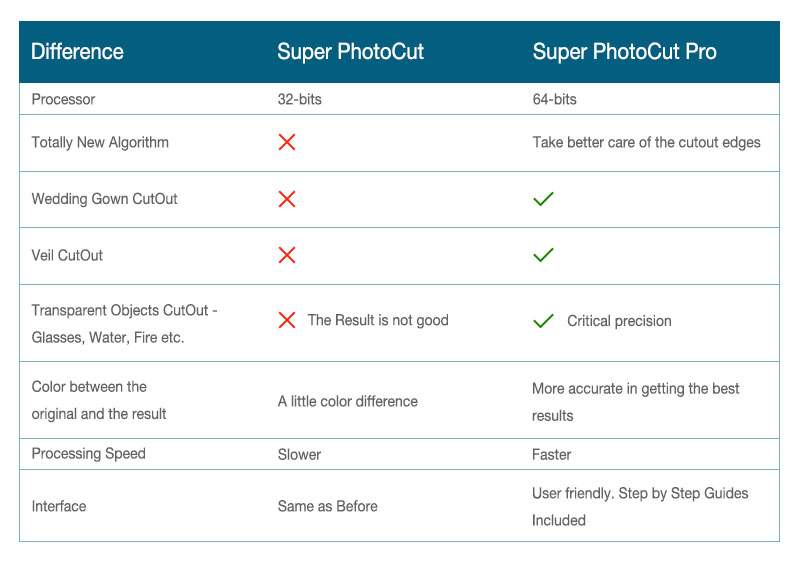 Difference Super PhotoCut Super PhotoCut Pro
Processor 32-bits 64-bits
Totally New Algorithm Take better care of the cutout edges
Wedding Gown CutOut
Veil CutOut
Transparent Objects CutOut -
Glasses, Water, Fire etc.
The Result is not good
Critical precision
Color between the
original and the result
A little color difference
More accurate in getting the best
results
Processing Speed Slower Faster
Interface Same as Before
User friendly. Step by Step Guides
Included